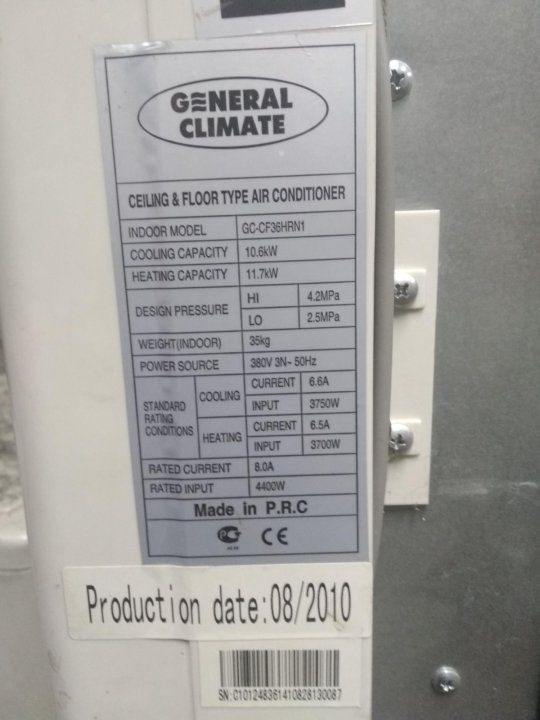 GENERAL
CLIMATE
CEILING & FLOOR TYPE AIR CONDITIONER
INDOOR MODEL GC-CF36HRN1
COOLING CAPACITY 10.6kW
HEATING CAPACITY 11.7kW
DESIGN PRESSURE HI 4.2MPa
LO 2.5MPa
WEIGHT(INDOOR) 35kg
POWER SOURCE 380V 3N~ 50Hz
STANDARD RATING CONDITIONS COOLING CURRENT 6.6A
INPUT 3750W
HEATING CURRENT 6.5A
INPUT 3700W
RATED CURRENT 8.0A
RATED INPUT 4400W
Made in P.R.C
CE
Production date:08/2010
SN:C101248361410828130087